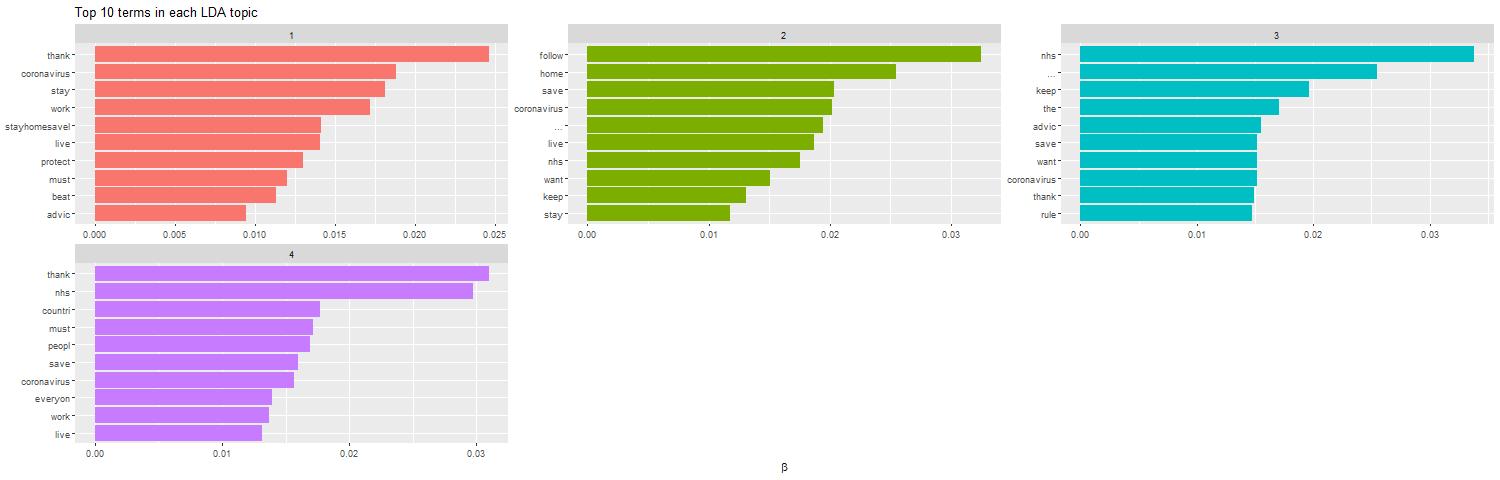 Top 10 terms in each LDA topic
1
thank
coronavirus
stay
work
stayhomesavel
live
protect
must
beat
advic
0.000 0.005 0.010 0.015 0.020 0.025
2
follow
home
save
coronavirus
...
live
nhs
want
keep
stay
0.00 0.01 0.02 0.03
3
nhs
...
keep
the
advic
save
want
coronavirus
thank
rule
0.00 0.01 0.02 0.03
4
thank
nhs
countri
must
peopl
save
coronavirus
everyon
work
live
0.00 0.01 0.02 0.03
β